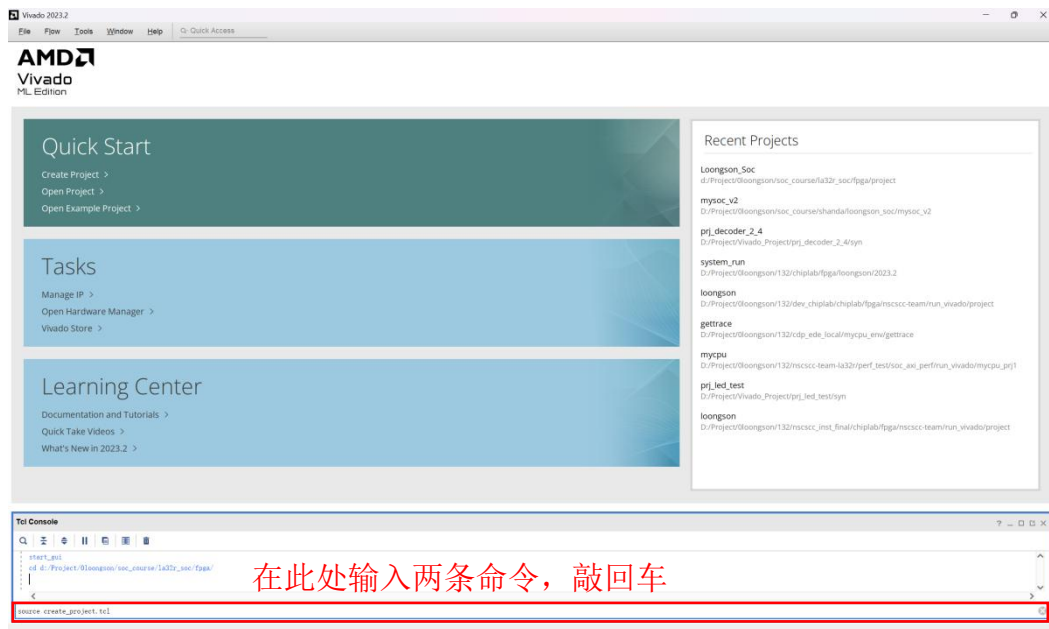 Vivado 2023.2
File Flow Tools Window Help Quick Access
AMD
Vivado
ML Edition
Quick Start
Create Project >
Open Project >
Open Example Project >
Tasks
Manage IP >
Open Hardware Manager >
Vivado Store >
Learning Center
Documentation and Tutorials >
Quick Take Videos >
What's New in 2023.2 >
Recent Projects
Loongson_Soc
d:/Project/0loongson/soc_course/la32r_soc/fpga/project
mysoc_v2
D:/Project/0loongson/soc_course/shanda/loongson_soc/mysoc_v2
prj_decoder_2_4
D:/Project/Vivado_Project/prj_decoder_2_4/syn
system_run
D:/Project/0loongson/132/chiplab/fpga/loongson/2023.2
loongson
D:/Project/0loongson/132/dev_chiplab/chiplab/fpga/nscscc-team/run_vivado/project
gettrace
D:/Project/0loongson/132/cdp_ede_local/mycpu_env/gettrace
mycpu
D:/Project/0loongson/132/nscscc-team-la32r/perf_test/soc_axi_perf/run_vivado/mycpu_prj1
prj_led_test
D:/Project/Vivado_Project/prj_led_test/syn
loongson
D:/Project/0loongson/132/nscscc_inst_final/chiplab/fpga/nscscc-team/run_vivado/project
Tcl Console
start_gui
cd d:/Project/0loongson/soc_course/la32r_soc/fpga/
在此处输入两条命令，敲回车
source create_project.tcl